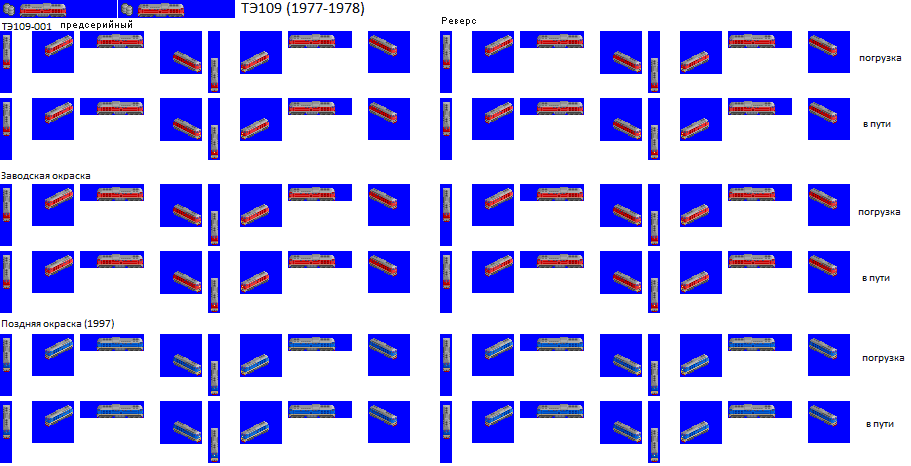 ТЭ109 (1977-1978)
Реверс
ТЭ109-001 предсерийный
погрузка
в пути
Заводская окраска
погрузка
в пути
Поздняя окраска (1997)
погрузка
в пути